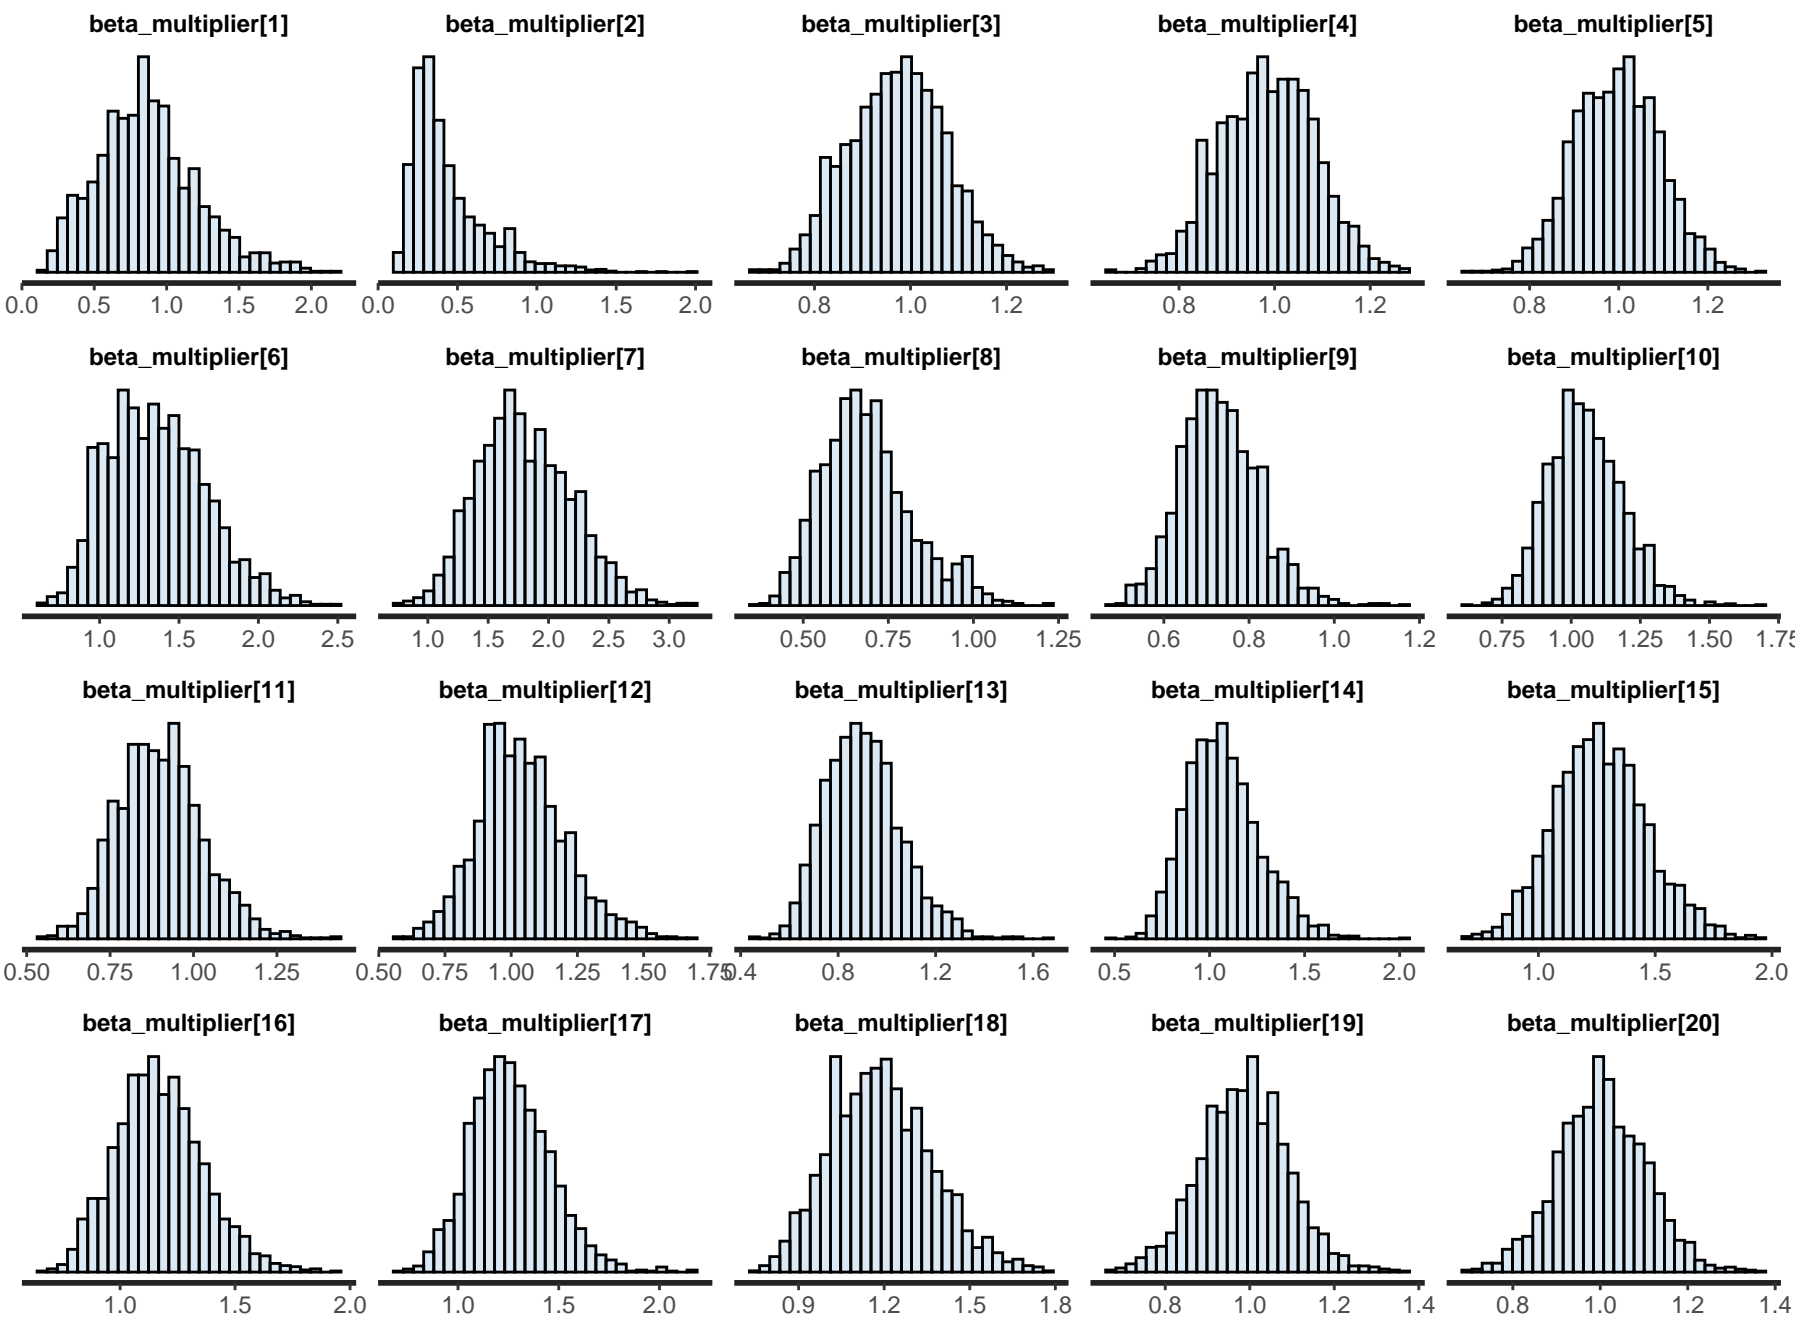 beta_multiplier[1] beta_multiplier[2] beta_multiplier[3] beta_multiplier[4] beta_multiplier[5]
0.0 0.5 1.0 1.5 2.0 0.0 0.5 1.0 1.5 2.0 0.8 1.0 1.2 0.8 1.0 1.2 0.8 1.0 1.2
beta_multiplier[6] beta_multiplier[7] beta_multiplier[8] beta_multiplier[9] beta_multiplier[10]
1.0 1.5 2.0 2.5 1.0 1.5 2.0 2.5 3.0 0.50 0.75 1.00 1.25 0.6 0.8 1.0 1.2 0.75 1.00 1.25 1.50 1.75
beta_multiplier[11] beta_multiplier[12] beta_multiplier[13] beta_multiplier[14] beta_multiplier[15]
0.50 0.75 1.00 1.25 0.50 0.75 1.00 1.25 1.50 1.75 0.4 0.8 1.2 1.6 0.5 1.0 1.5 2.0 1.0 1.5 2.0
beta_multiplier[16] beta_multiplier[17] beta_multiplier[18] beta_multiplier[19] beta_multiplier[20]
1.0 1.5 2.0 1.0 1.5 2.0 0.9 1.2 1.5 1.8 0.8 1.0 1.2 1.4 0.8 1.0 1.2 1.4